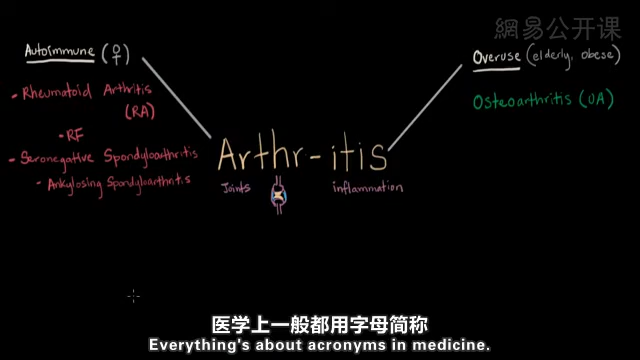 網易公开课
Autoimmune (♀)
- Rheumatoid Arthritis
(RA)
- RF
- Seronegative Spondyloarthritis
- Ankylosing Spondyloarthritis
Arthr-itis
Joints
inflammation
Overuse (elderly, obese)
Osteoarthritis (OA)
医学上一般都用字母简称
Everything's about acronyms in medicine.